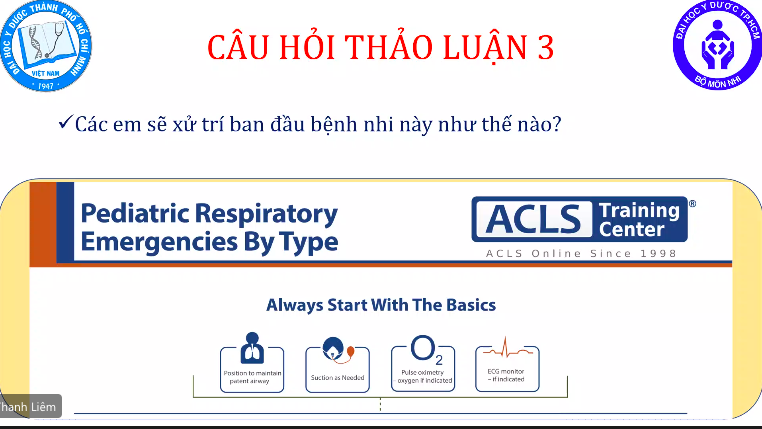 CÂU HỎI THẢO LUẬN 3
ĐẠI HỌC Y DƯỢC THÀNH PHỐ HỒ CHÍ MINH
VIỆT NAM
1947
ĐẠI HỌC Y DƯỢC TP.HCM
BỘ MÔN NHI
✓Các em sẽ xử trí ban đầu bệnh nhi này như thế nào?
Pediatric Respiratory
Emergencies By Type
ACLS Training Center®
ACLS Online Since 1998
Always Start With The Basics
Position to maintain
patent airway
Suction as Needed
O2
Pulse oximetry
oxygen if indicated
ECG monitor
– if indicated
Thanh Liêm